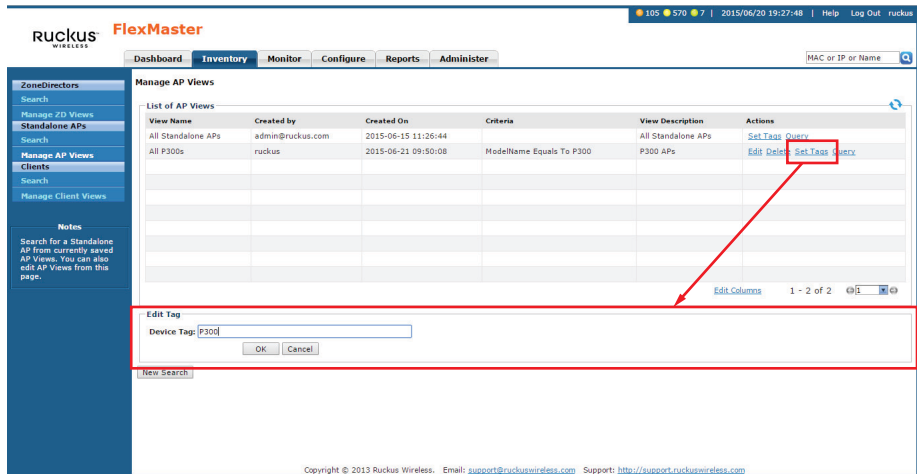 105 570 7 | 2015/06/20 19:27:48 | Help Log Out ruckus
Ruckus WIRELESS
FlexMaster
Dashboard Inventory Monitor Configure Reports Administer
MAC or IP or Name
ZoneDirectors
Search
Manage ZD Views
Standalone APs
Search
Manage AP Views
Clients
Search
Manage Client Views
Notes
Search for a Standalone
AP from currently saved
AP Views. You can also
edit AP Views from this
page.
Manage AP Views
List of AP Views
View Name Created by Created On Criteria View Description Actions
All Standalone APs admin@ruckus.com 2015-06-15 11:26:44 All Standalone APs Set Tags Query
All P300s ruckus 2015-06-21 09:50:08 ModelName Equals To P300 P300 APs Edit Delete Set Tags Query
Edit Columns 1 - 2 of 2 1
Edit Tag
Device Tag: P300
OK Cancel
New Search
Copyright © 2013 Ruckus Wireless. Email: support@ruckuswireless.com Support: http://support.ruckuswireless.com